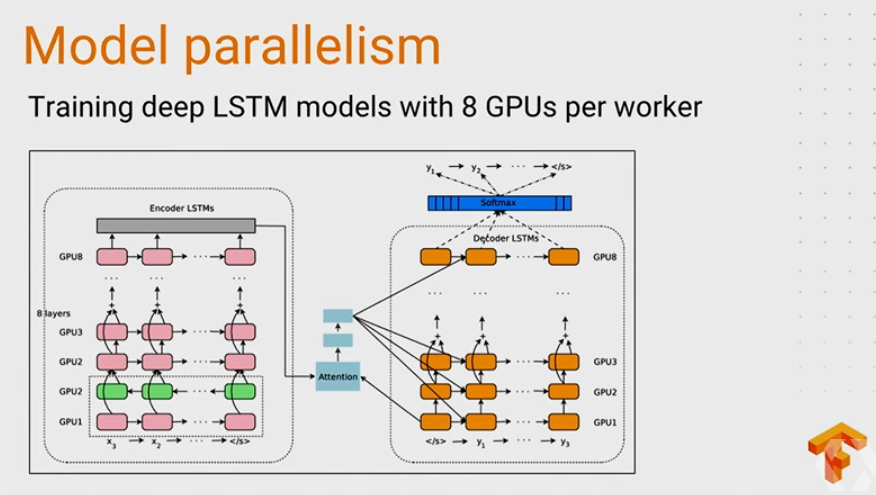 Model parallelism
Training deep LSTM models with 8 GPUs per worker
y1 → y2 → ··· → </s>
Softmax
Encoder LSTMs
Decoder LSTMs
GPU8
GPU8
··· ··· ···
··· ··· ···
+ + +
8 layers
+ + +
GPU3
GPU3
GPU2
Attention
GPU2
GPU2
GPU1
GPU1
x3 → x2 → ··· → </s>
</s> → y1 → ··· → y3